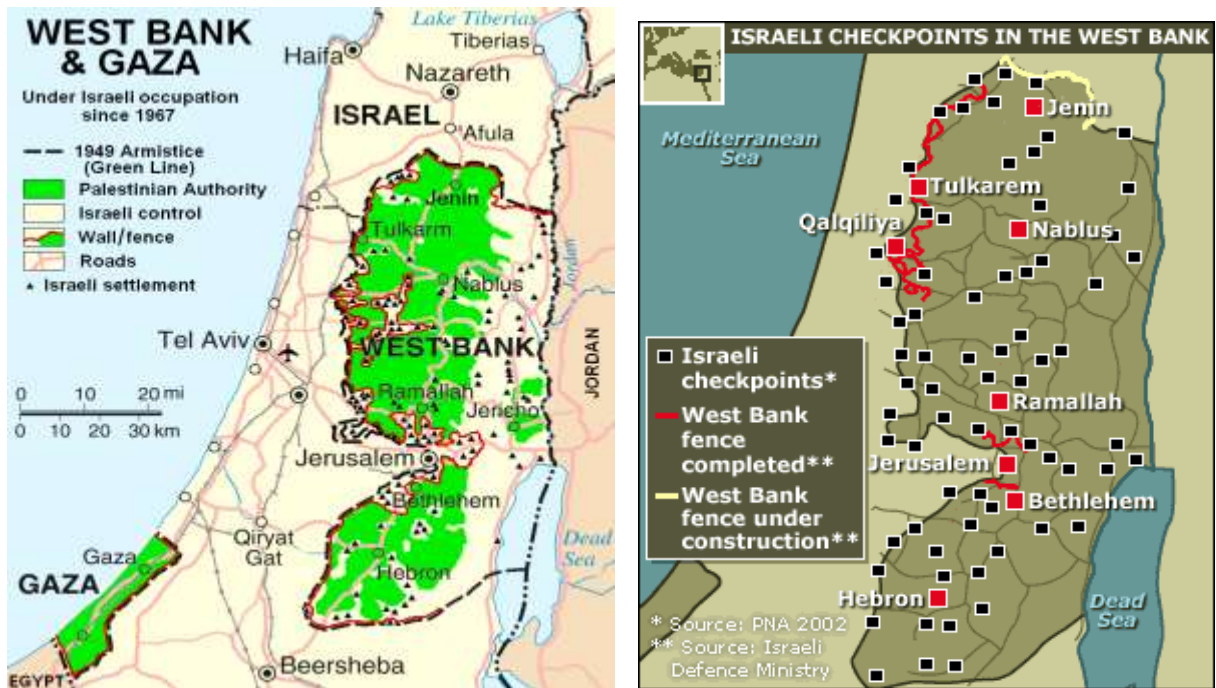 WEST BANK
& GAZA
Under Israeli occupation
since 1967
1949 Armistice
(Green Line)
Palestinian Authority
Israeli control
Wall/fence
Roads
Israeli settlement
Lake Tiberias
Haifa
Tiberias
Nazareth
ISRAEL
'Afula
Jenin
Tulkarm
Nablus
Jordan
Tel Aviv
WEST BANK
JORDAN
0 10 20 mi
0 10 20 30 km
Ramallah
Jericho
Jerusalem
Bethlehem
Qiryat
Gat
Dead
Sea
Gaza
GAZA
Hebron
Beersheba
EGYPT
ISRAELI CHECKPOINTS IN THE WEST BANK
Mediterranean
Sea
Jenin
Tulkarem
Qalqiliya
Nablus
Israeli
checkpoints*
West Bank
fence
completed**
West Bank
fence under
construction**
Ramallah
Jerusalem
Bethlehem
Hebron
Dead
Sea
* Source: PNA 2002
** Source: Israeli
Defence Ministry